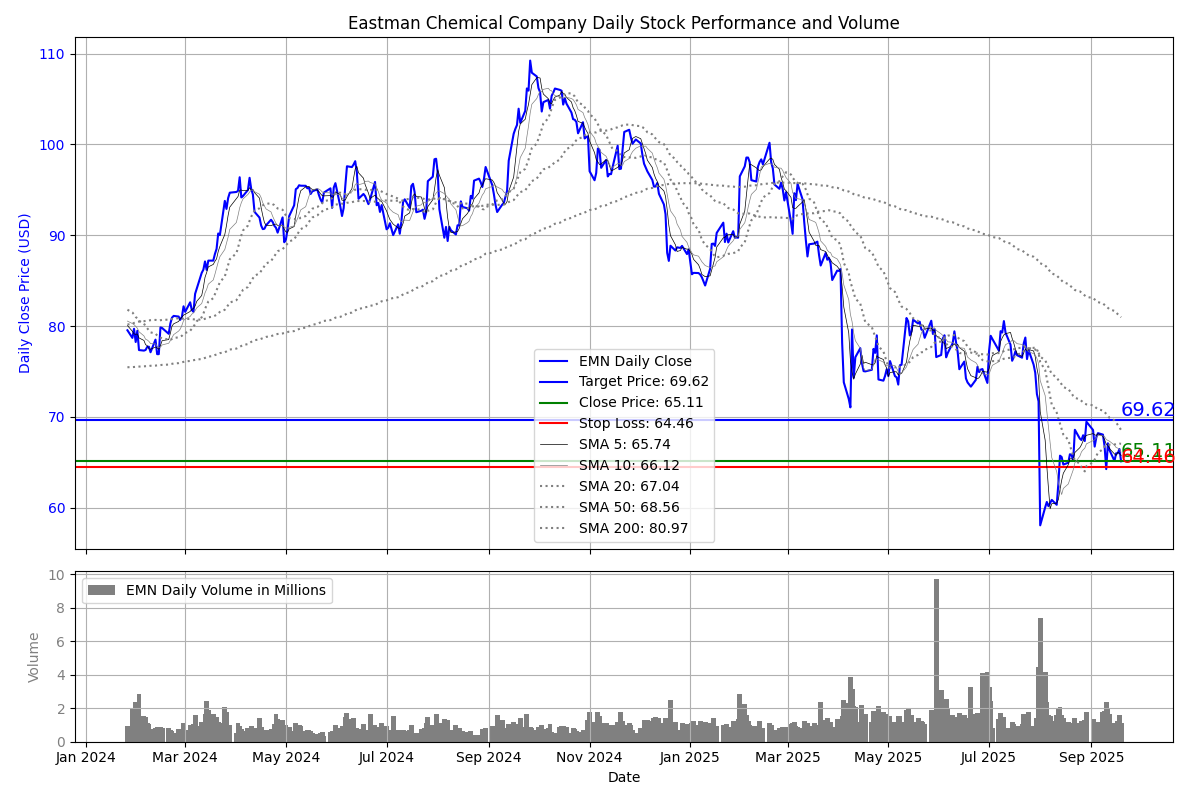 Eastman Chemical Company Daily Stock Performance and Volume
Daily Close Price (USD)
110
100
90
80
70
60
69.62
65.11
64.46
EMN Daily Close
Target Price: 69.62
Close Price: 65.11
Stop Loss: 64.46
SMA 5: 65.74
SMA 10: 66.12
SMA 20: 67.04
SMA 50: 68.56
SMA 200: 80.97
Volume
10
8
6
4
2
0
EMN Daily Volume in Millions
Jan 2024 Mar 2024 May 2024 Jul 2024 Sep 2024 Nov 2024 Jan 2025 Mar 2025 May 2025 Jul 2025 Sep 2025
Date